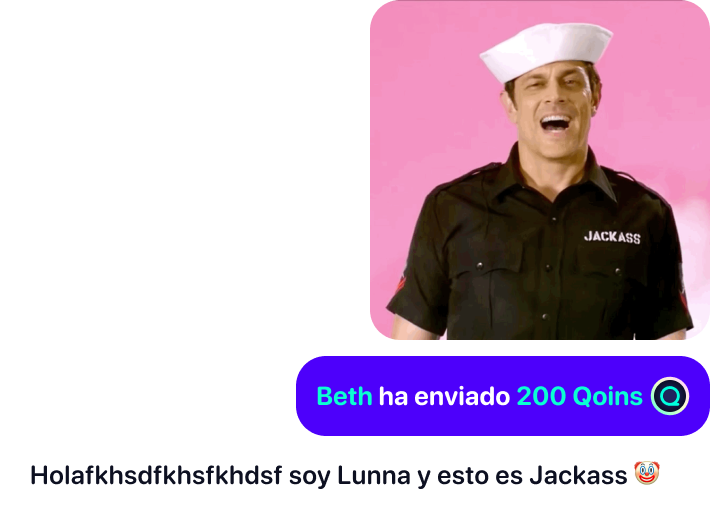 JACKASS
Beth ha enviado 200 Qoins
Holafkhsdfkhsfkhdsf soy Lunna y esto es Jackass 🤡